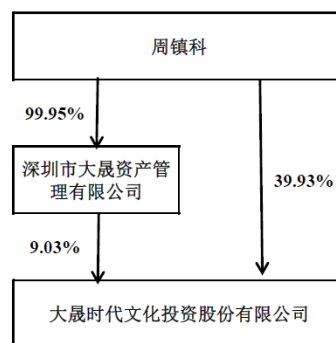 周镇科
99.95%
深圳市大晟资产管
理有限公司
39.93%
9.03%
大晟时代文化投资股份有限公司